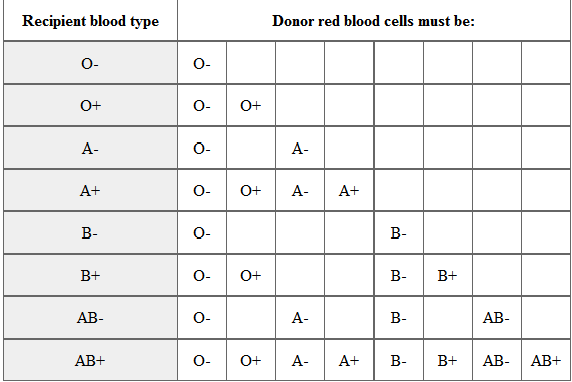 Recipient blood type Donor red blood cells must be:
O- O-
O+ O- O+
A- O- A-
A+ O- O+ A- A+
B- O- B-
B+ O- O+ B- B+
AB- O- A- B- AB-
AB+ O- O+ A- A+ B- B+ AB- AB+